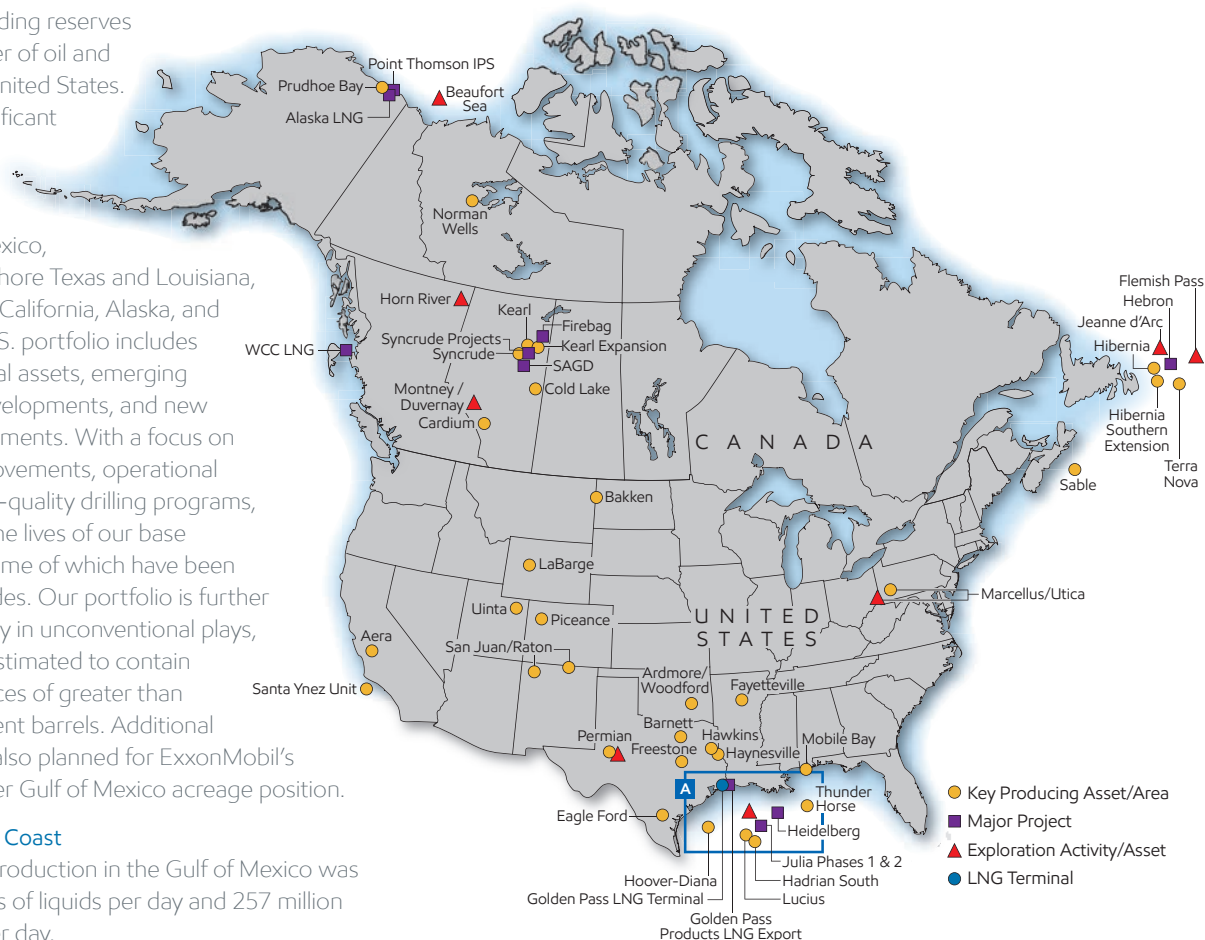 ding reserves
er of oil and
nited States.
ificant
exico,
hore Texas and Louisiana,
California, Alaska, and
S. portfolio includes
al assets, emerging
velopments, and new
ments. With a focus on
ovements, operational
-quality drilling programs,
ne lives of our base
me of which have been
des. Our portfolio is further
y in unconventional plays,
stimated to contain
ces of greater than
ent barrels. Additional
also planned for ExxonMobil's
er Gulf of Mexico acreage position.
Coast
roduction in the Gulf of Mexico was
s of liquids per day and 257 million
er day.
Point Thomson IPS
Prudhoe Bay
Alaska LNG
Beaufort
Sea
Norman
Wells
Horn River
Kearl
Firebag
Syncrude Projects
Kearl Expansion
Syncrude
SAGD
WCC LNG
Montney /
Duvernay
Cold Lake
Cardium
CANADA
Flemish Pass
Hebron
Jeanne d'Arc
Hibernia
Hibernia
Southern
Extension
Terra
Nova
Sable
Bakken
LaBarge
Uinta
Piceance
UNITED
STATES
Marcellus/Utica
Aera
San Juan/Raton
Santa Ynez Unit
Ardmore/
Woodford
Fayetteville
Barnett
Permian
Freestone
Hawkins
Haynesville
Mobile Bay
A
Thunder
Horse
Eagle Ford
Heidelberg
Julia Phases 1 & 2
Hoover-Diana
Hadrian South
Golden Pass LNG Terminal
Lucius
Golden Pass
Products LNG Export
Key Producing Asset/Area
Major Project
Exploration Activity/Asset
LNG Terminal